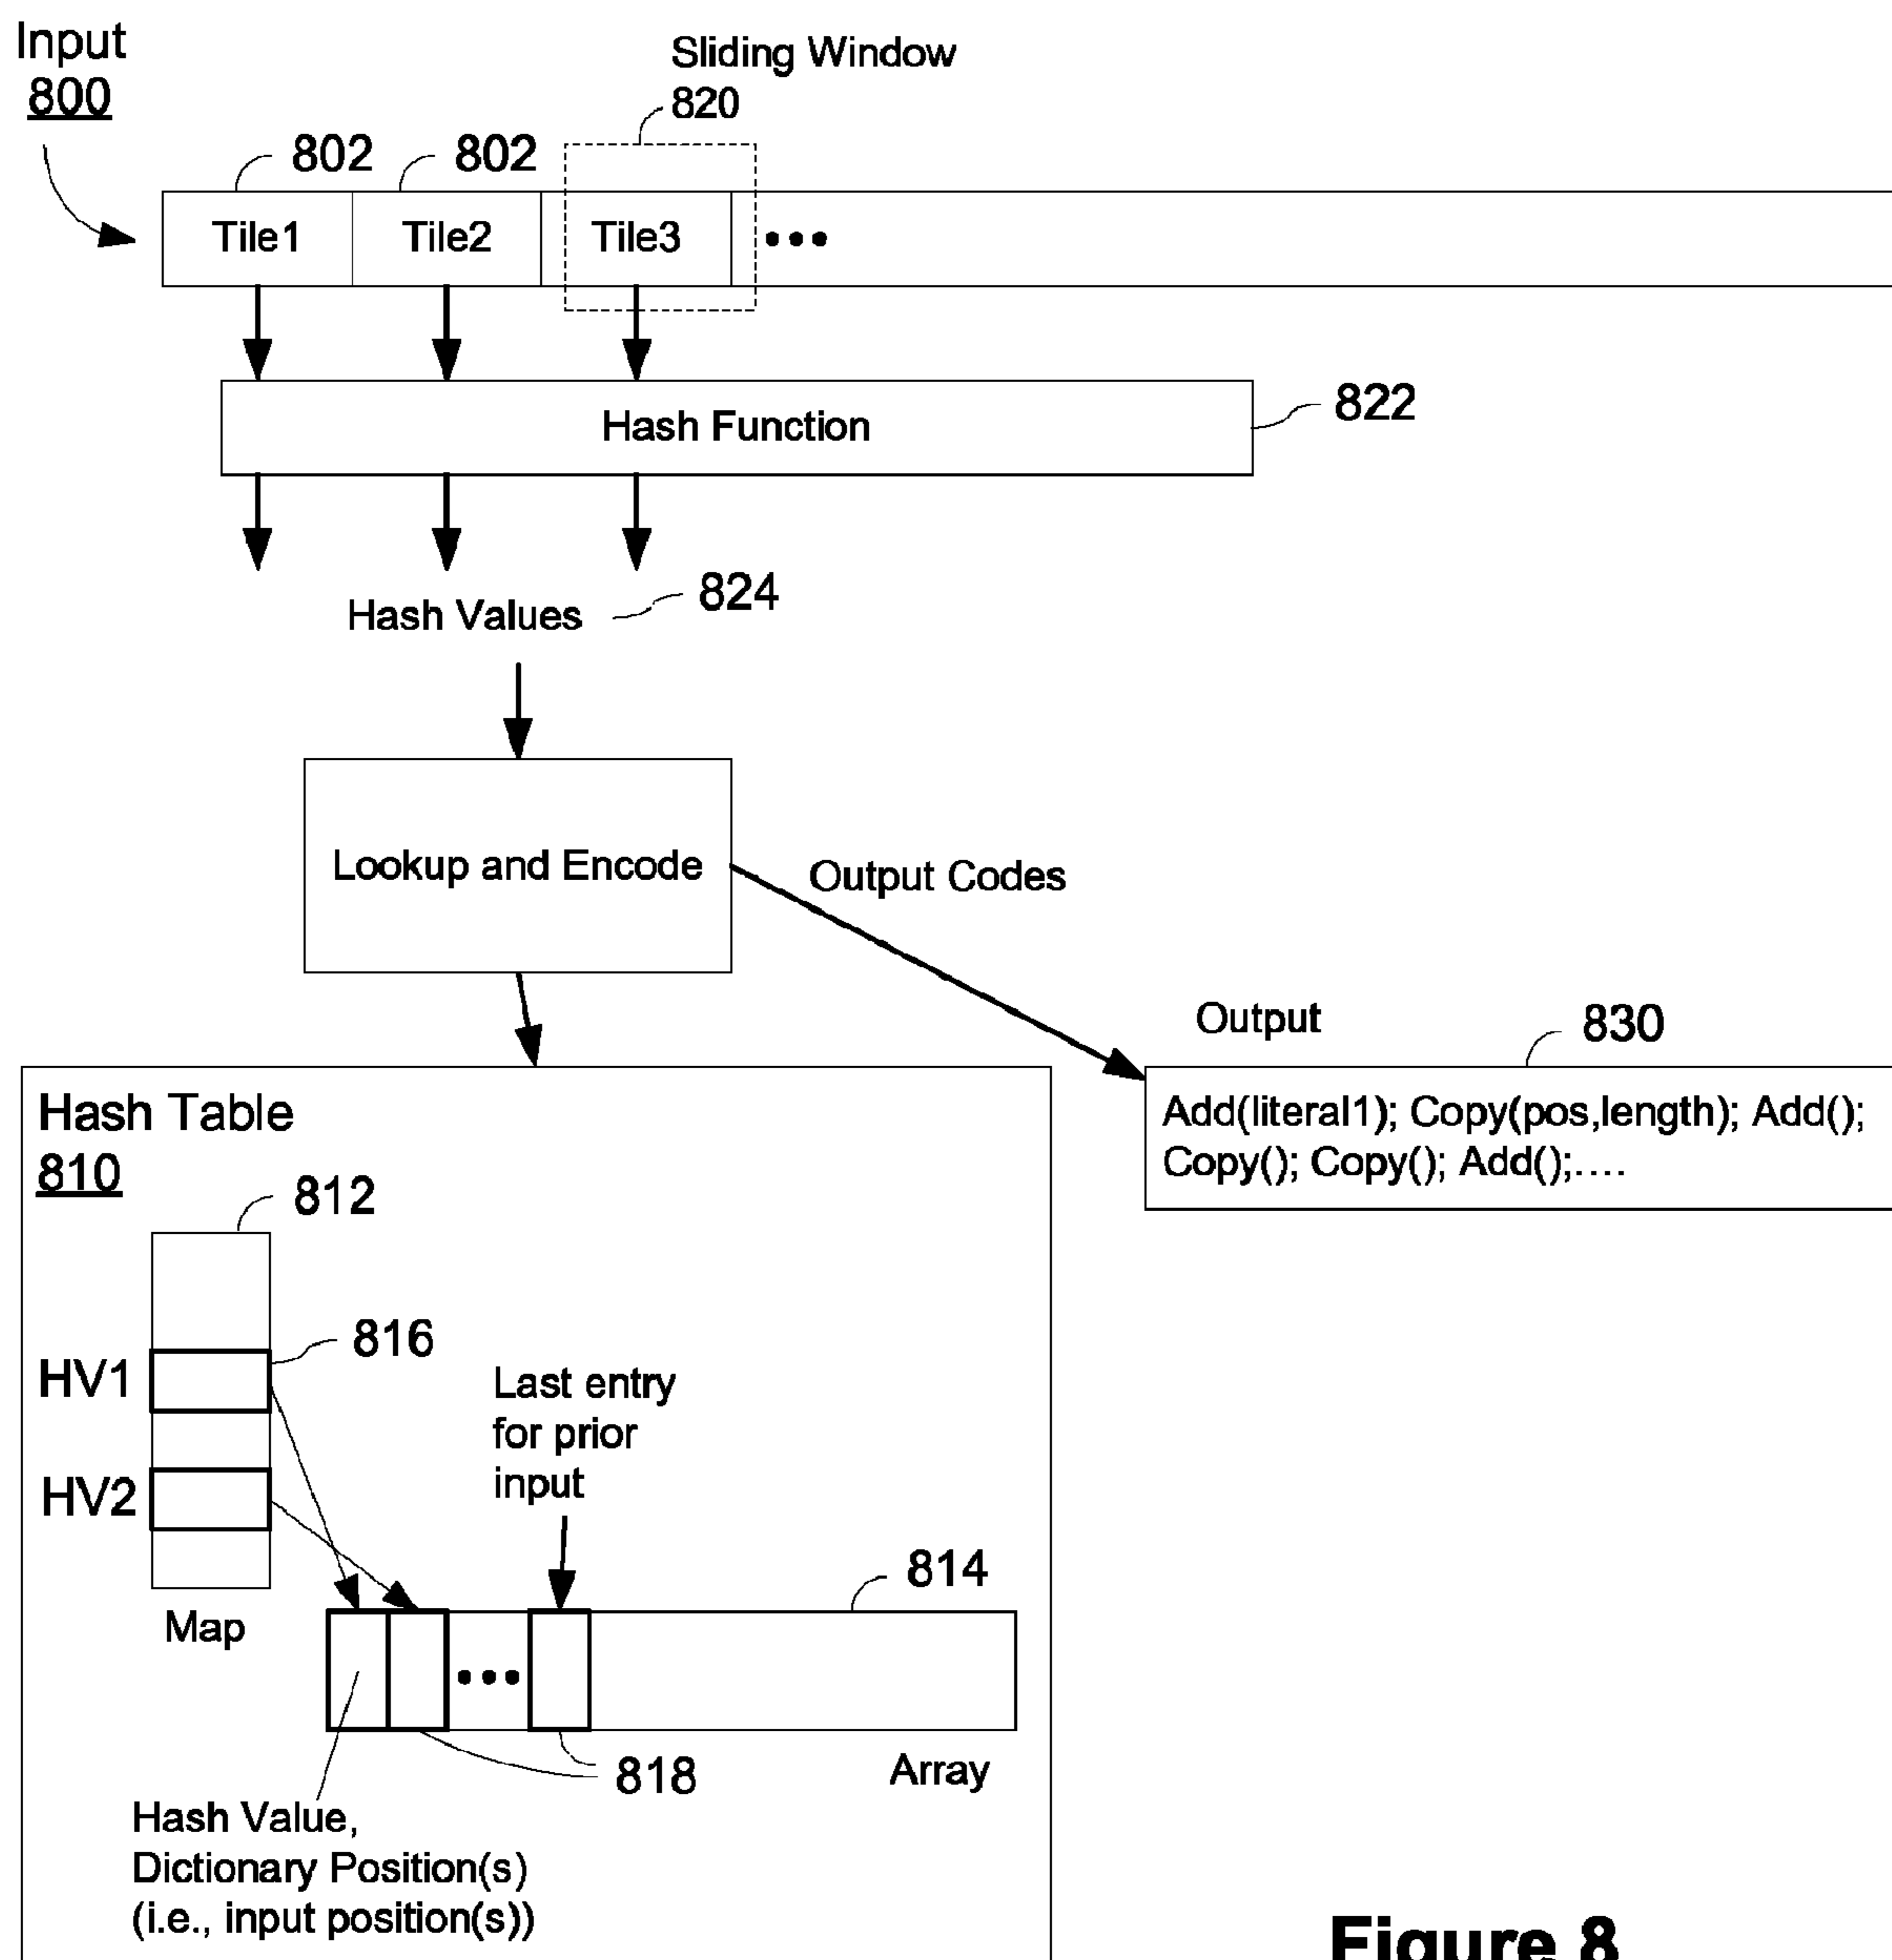 Input
800
Sliding Window
820
802
802
Tile1
Tile2
Tile3
Hash Function
822
Hash Values
824
Lookup and Encode
Output Codes
Output
830
Add(literal1); Copy(pos,length); Add();
Copy(); Copy(); Add();....
Hash Table
810
812
816
HV1
HV2
Map
Last entry
for prior
input
814
818
Array
Hash Value,
Dictionary Position(s)
(i.e., input position(s))
Figure 8